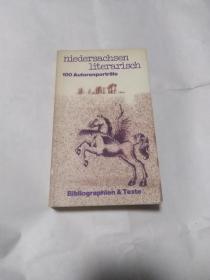 niedersachsen
literarisch
100 Autorenporträts
Bibliographien & Texte